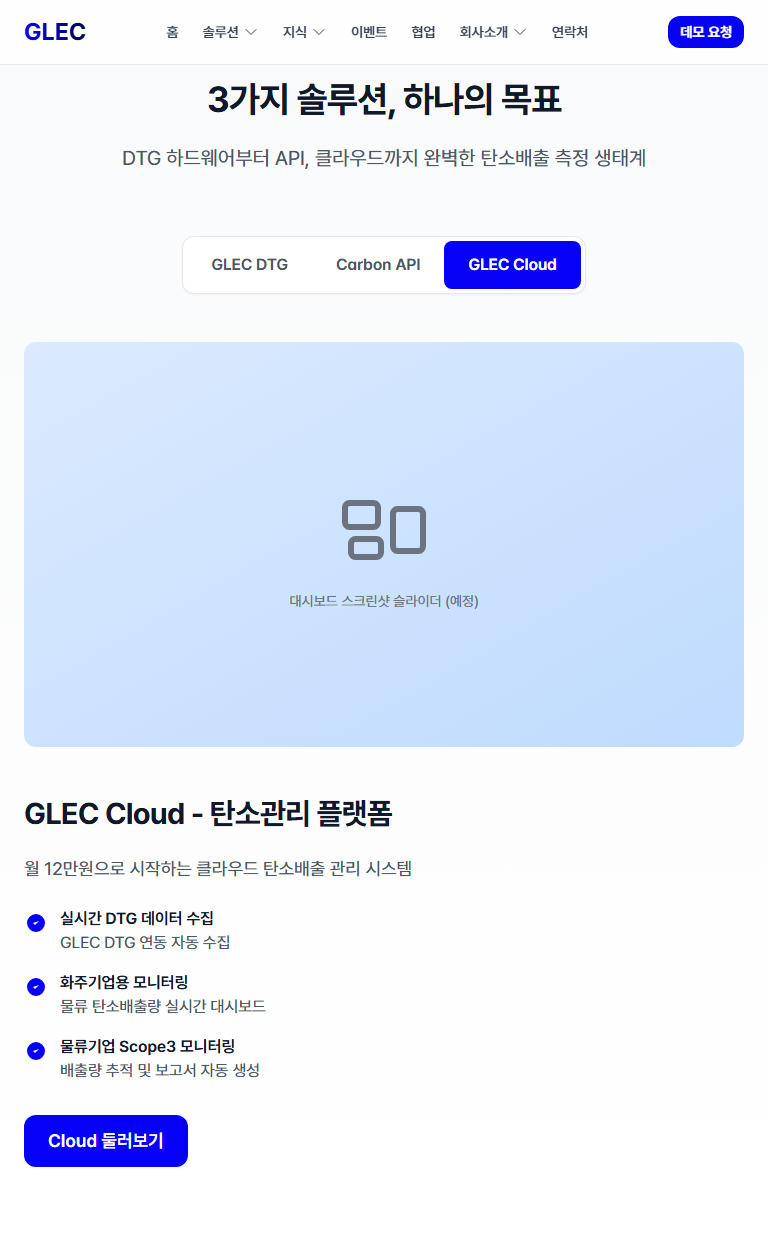 GLEC
홈
솔루션
지식
이벤트
협업
회사소개
연락처
데모 요청
3가지 솔루션, 하나의 목표
DTG 하드웨어부터 API, 클라우드까지 완벽한 탄소배출 측정 생태계
GLEC DTG
Carbon API
GLEC Cloud
대시보드 스크린샷 슬라이더 (예정)
GLEC Cloud - 탄소관리 플랫폼
월 12만원으로 시작하는 클라우드 탄소배출 관리 시스템
실시간 DTG 데이터 수집
GLEC DTG 연동 자동 수집
화주기업용 모니터링
물류 탄소배출량 실시간 대시보드
물류기업 Scope3 모니터링
배출량 추적 및 보고서 자동 생성
Cloud 둘러보기